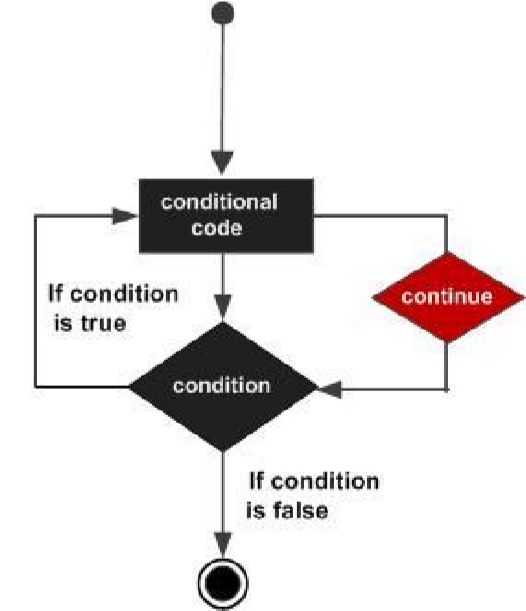 conditional
code
If condition
is true
continue
condition
If condition
is false